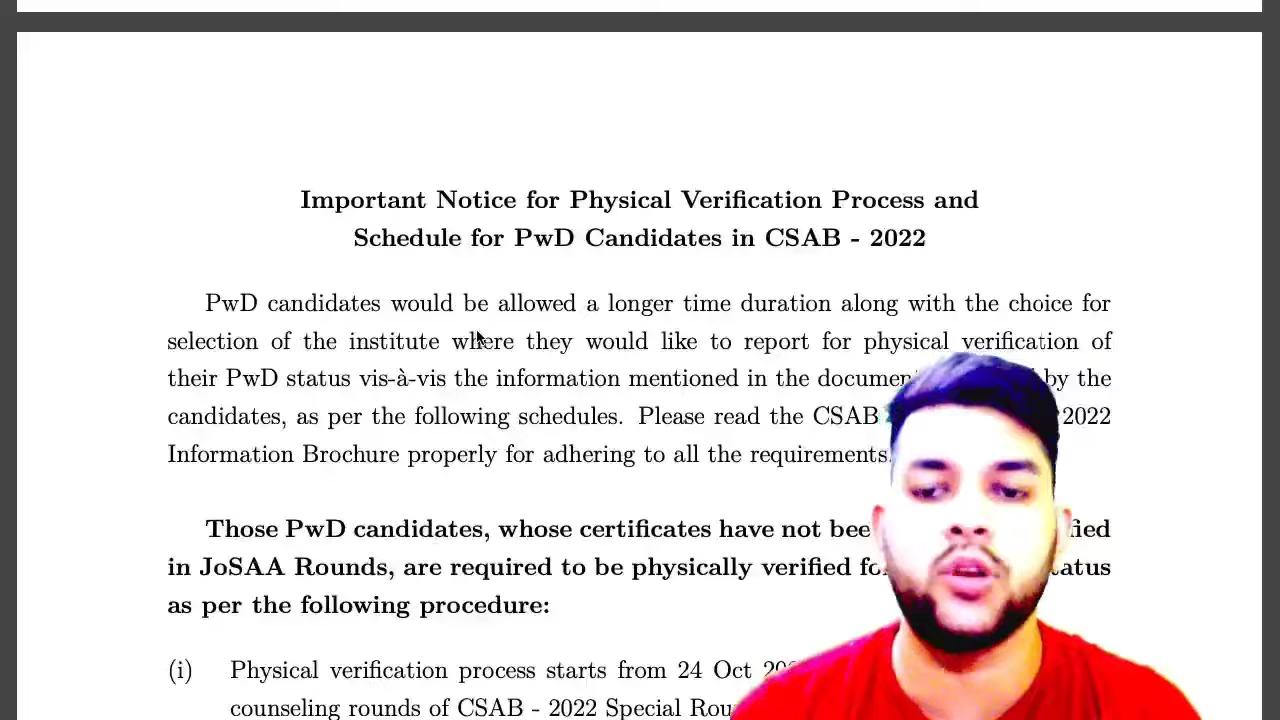 Important Notice for Physical Verification Process and
Schedule for PwD Candidates in CSAB - 2022
PwD candidates would be allowed a longer time duration along with the choice for
selection of the institute where they would like to report for physical verification of
their PwD status vis-à-vis the information mentioned in the by the
candidates, as per the following schedules. Please read the CSAB 2022
Information Brochure properly for adhering to all the requirements.
Those PwD candidates, whose certificates have not
in JoSAA Rounds, are required to be physically verified
as per the following procedure:
(i) Physical verification process starts from 24 Oct
counseling rounds of CSAB - 2022 Special